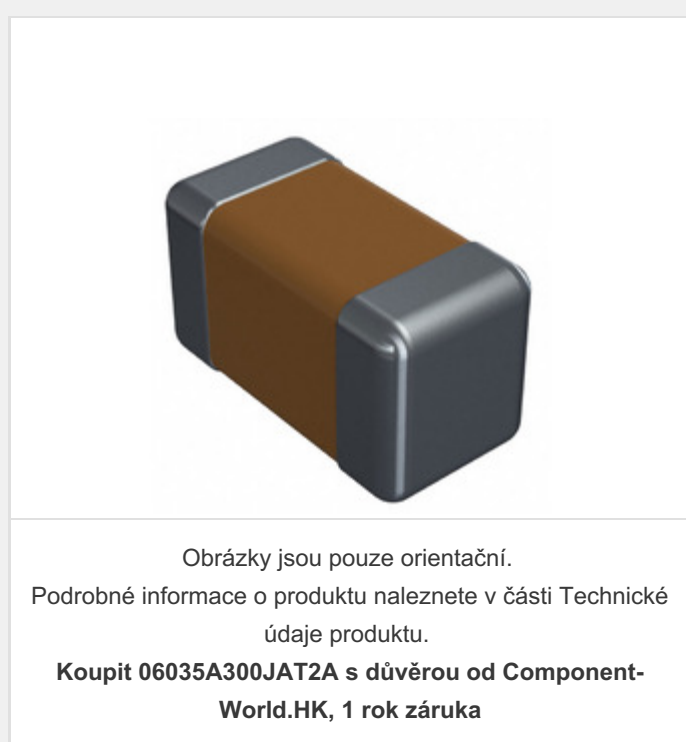 Obrázky jsou pouze orientační.
Podrobné informace o produktu naleznete v části Technické
údaje produktu.
Koupit 06035A300JAT2A s důvěrou od Component-
World.HK, 1 rok záruka